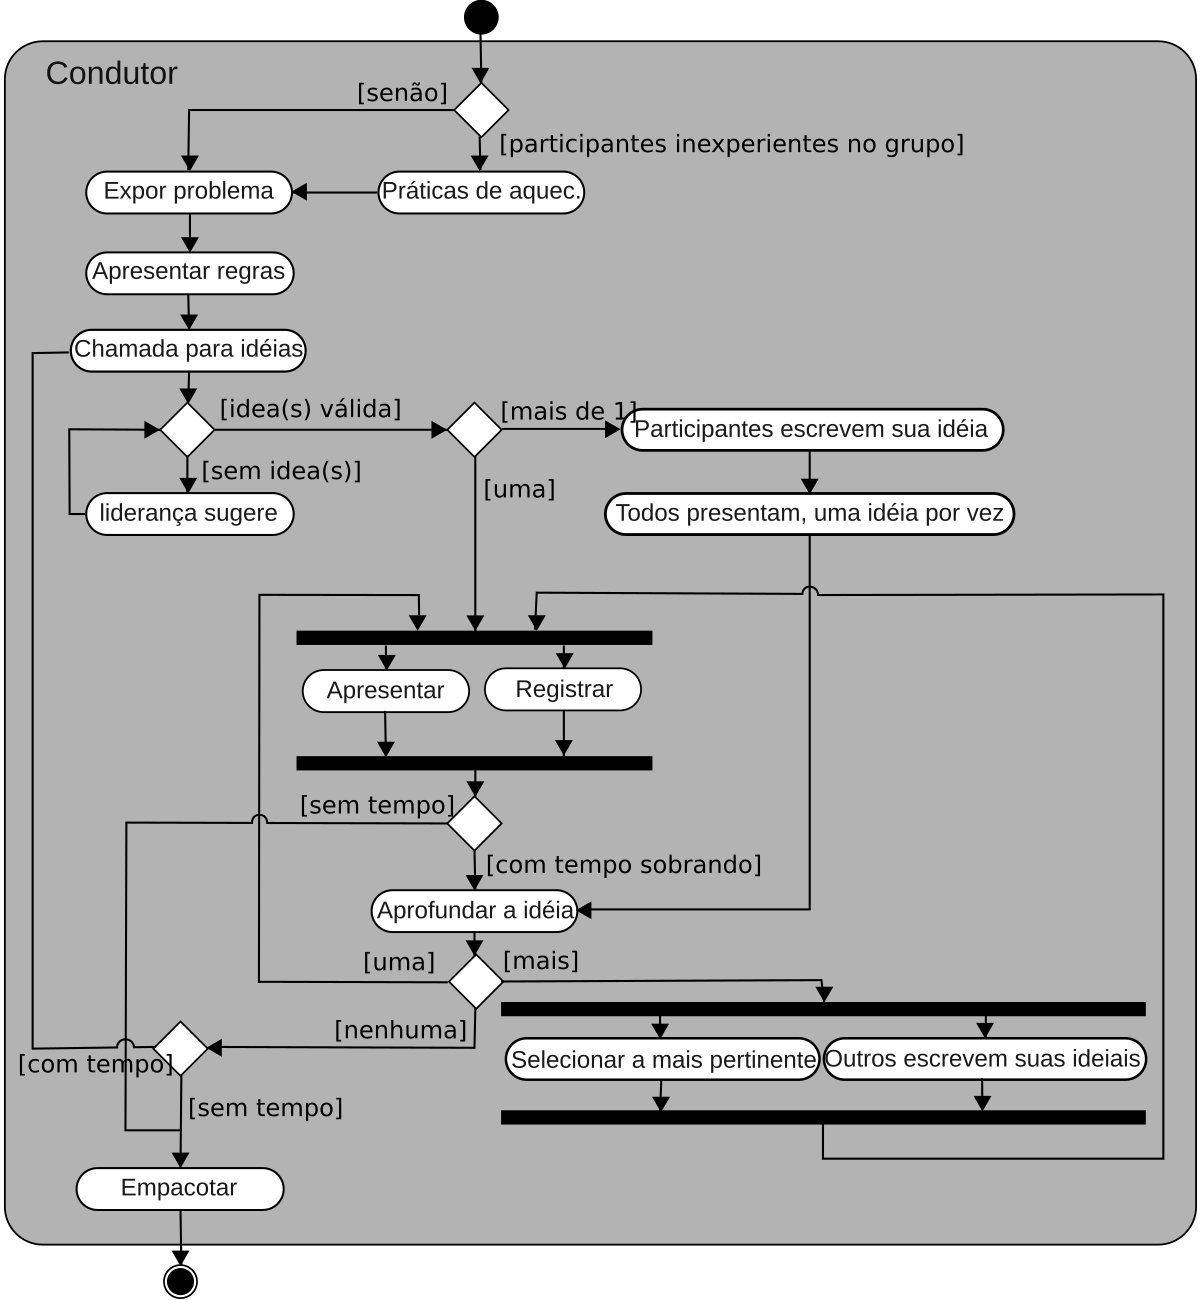 Condutor
[senão]
[participantes inexperientes no grupo]
Expor problema
Práticas de aquec.
Apresentar regras
Chamada para idéias
[idea(s) válida]
[mais de 1]
Participantes escrevem sua idéia
[sem idea(s)]
[uma]
liderança sugere
Todos presentam, uma idéia por vez
Apresentar
Registrar
[sem tempo]
[com tempo sobrando]
Aprofundar a idéia
[uma]
[mais]
[nenhuma]
[com tempo]
Selecionar a mais pertinente
Outros escrevem suas ideiais
[sem tempo]
Empacotar